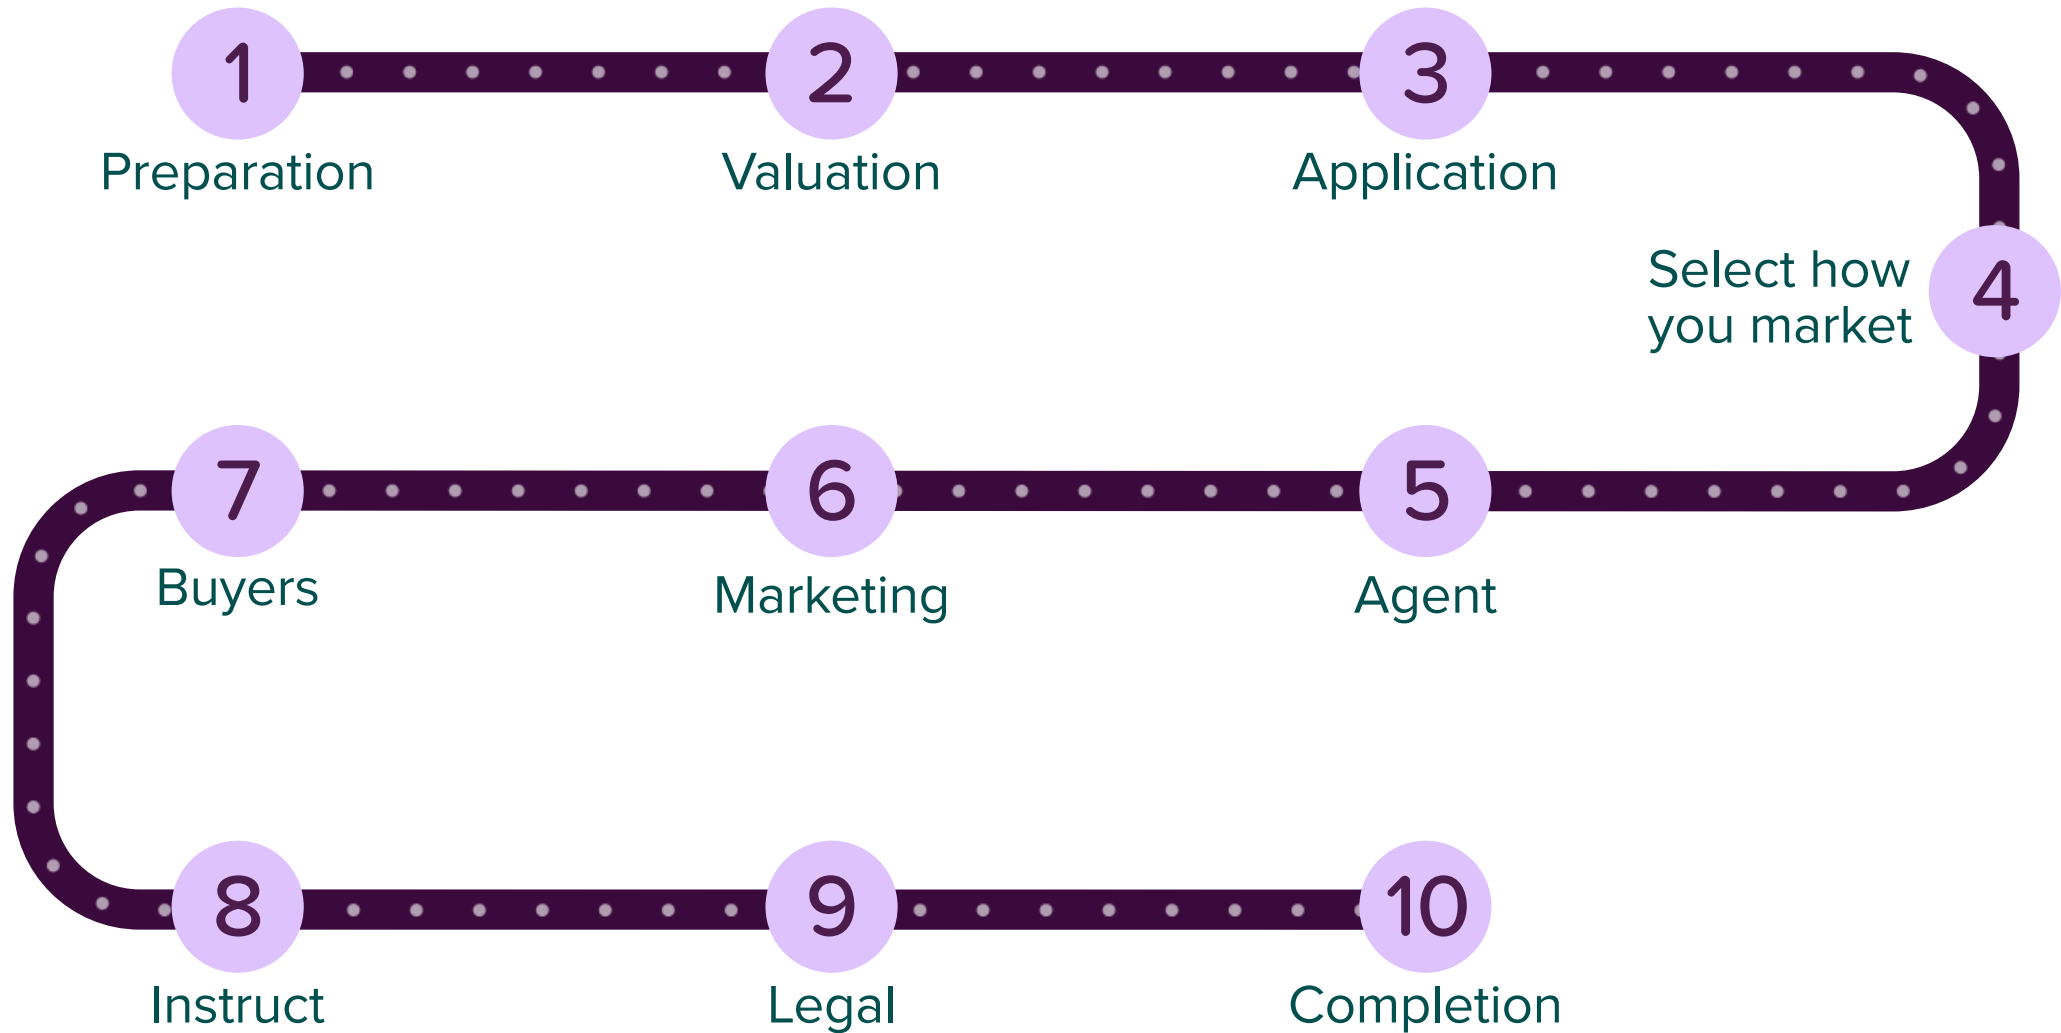 1
Preparation
2
Valuation
3
Application
4
Select how
you market
5
Agent
6
Marketing
7
Buyers
8
Instruct
9
Legal
10
Completion